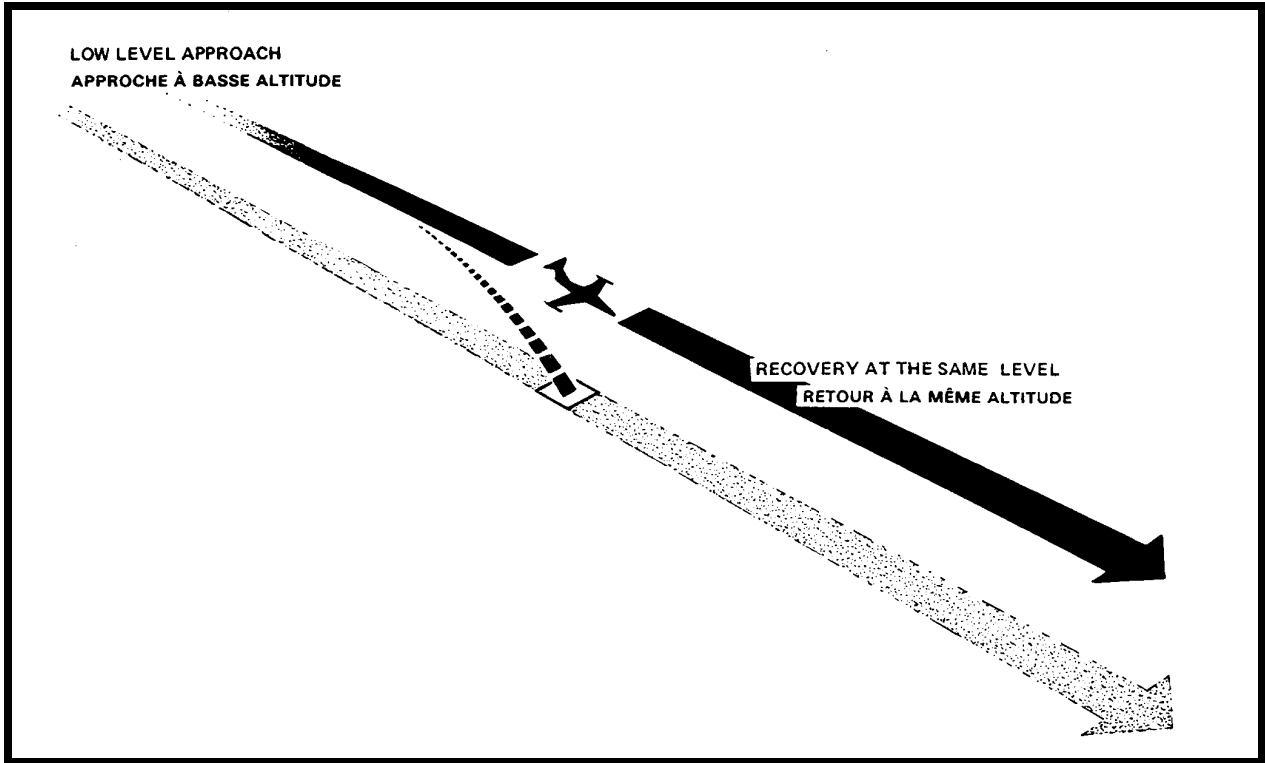 LOW LEVEL APPROACH
APPROCHE À BASSE ALTITUDE
RECOVERY AT THE SAME LEVEL
RETOUR À LA MÊME ALTITUDE